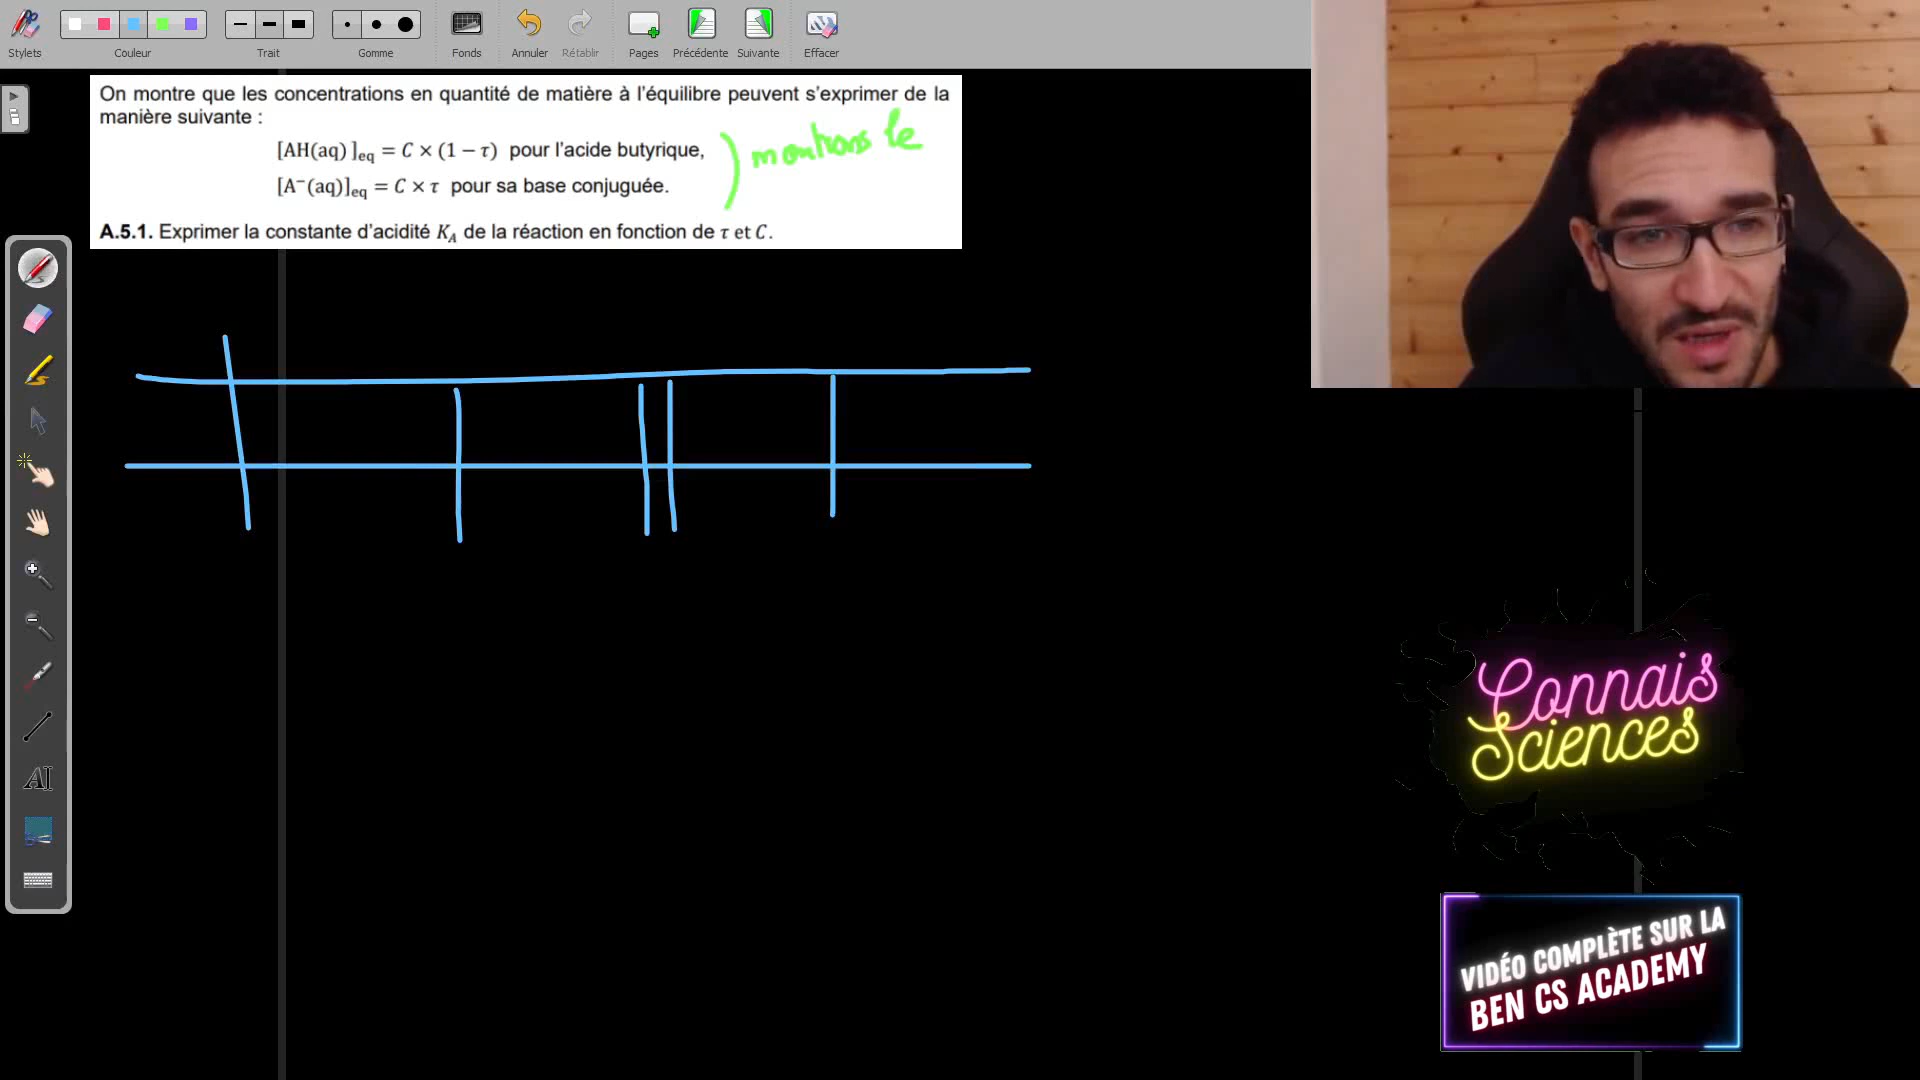 Stylets
Couleur
Trait
Gomme
Fonds
Annuler
Rétablir
Pages
Précédente
Suivante
Effacer
On montre que les concentrations en quantité de matière à l'équilibre peuvent s'exprimer de la
manière suivante :
[AH(aq) ]eq = C × (1 − τ) pour l'acide butyrique,
[A⁻(aq)]eq = C × τ pour sa base conjuguée.
montrons le
A.5.1. Exprimer la constante d'acidité KA de la réaction en fonction de τ et C.
AI
Connais
Sciences
VIDÉO COMPLÈTE SUR LA
BEN CS ACADEMY